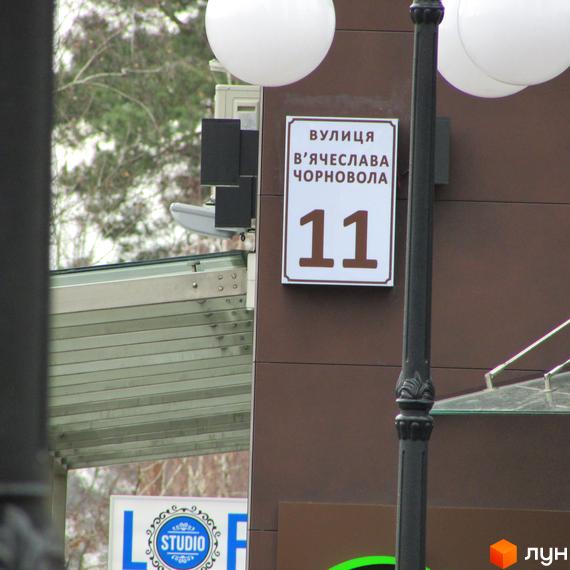 ВУЛИЦЯ
В'ЯЧЕСЛАВА
ЧОРНОВОЛА
11
STUDIO
лун